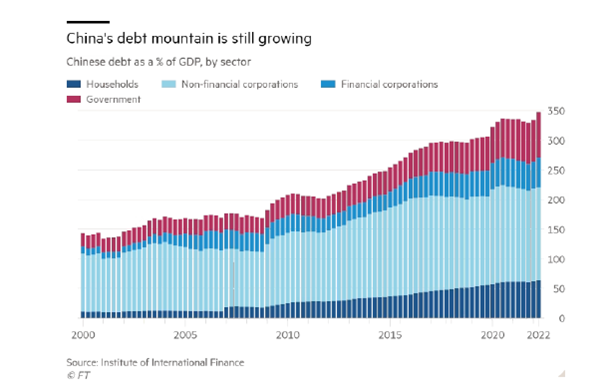 China's debt mountain is still growing
Chinese debt as a % of GDP, by sector
Households Non-financial corporations Financial corporations
Government
350
300
250
200
150
100
50
0
2000 2005 2010 2015 2020 2022
Source: Institute of International Finance
© FT